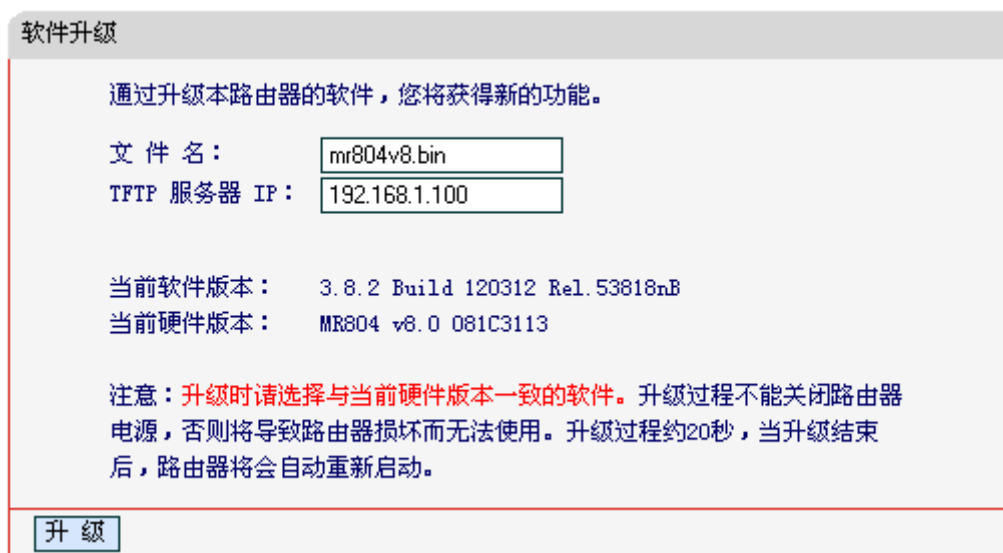 软件升级
通过升级本路由器的软件，您将获得新的功能。
文 件 名： mr804v8.bin
TFTP 服务器 IP： 192.168.1.100
当前软件版本： 3.8.2 Build 120312 Rel.53818nB
当前硬件版本： MR804 v8.0 081C3113
注意：升级时请选择与当前硬件版本一致的软件。升级过程不能关闭路由器
电源，否则将导致路由器损坏而无法使用。升级过程约20秒，当升级结束
后，路由器将会自动重新启动。
升 级